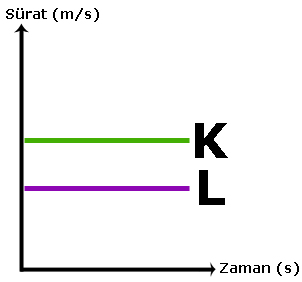 Sürat (m/s)
K
L
Zaman (s)